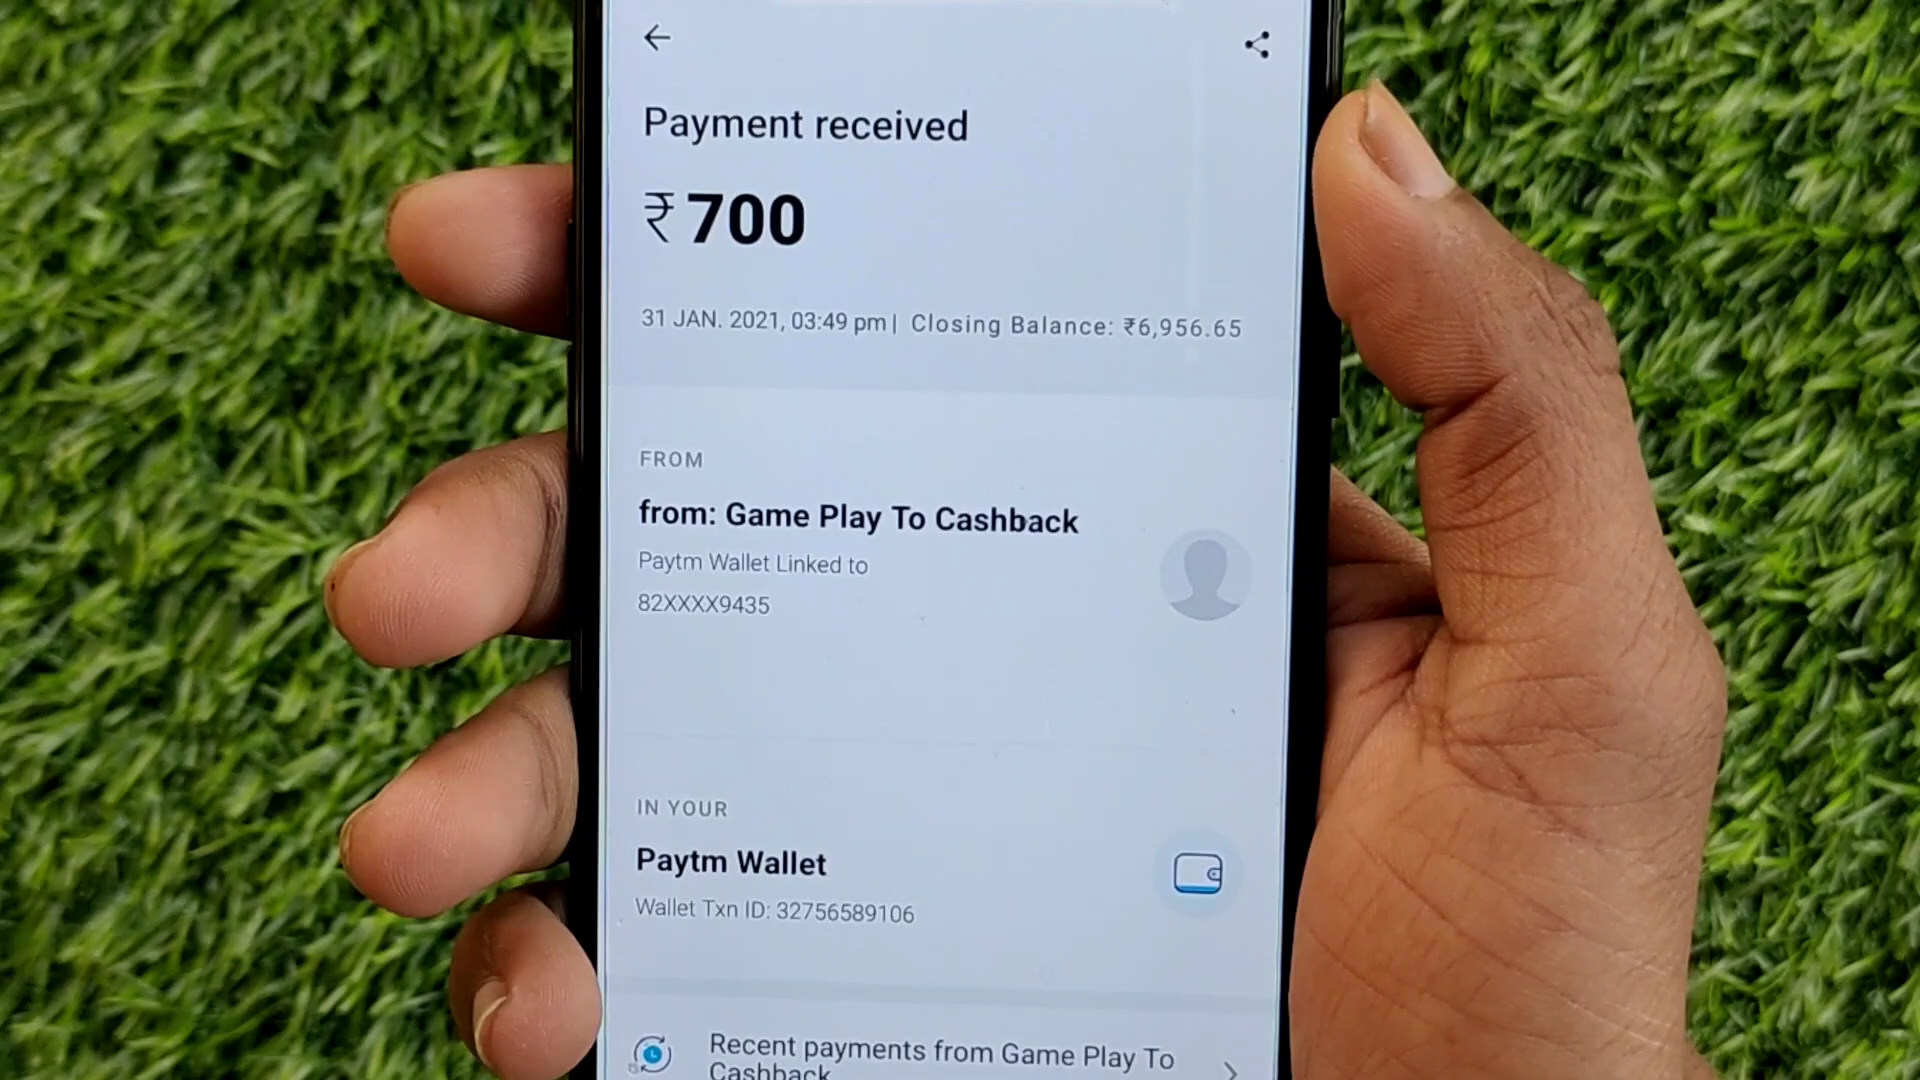 Payment received
₹700
31 JAN. 2021, 03:49 pm | Closing Balance: ₹6,956.65
FROM
from: Game Play To Cashback
Paytm Wallet Linked to
82XXXX9435
IN YOUR
Paytm Wallet
Wallet Txn ID: 32756589106
Recent payments from Game Play To
Cashback